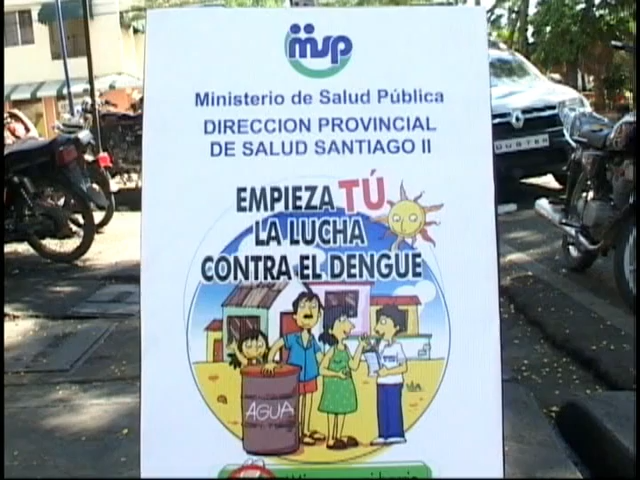 msp
Ministerio de Salud Pública
DIRECCION PROVINCIAL
DE SALUD SANTIAGO II
EMPIEZA TÚ
LA LUCHA
CONTRA EL DENGUE
AGUA
DUSTER